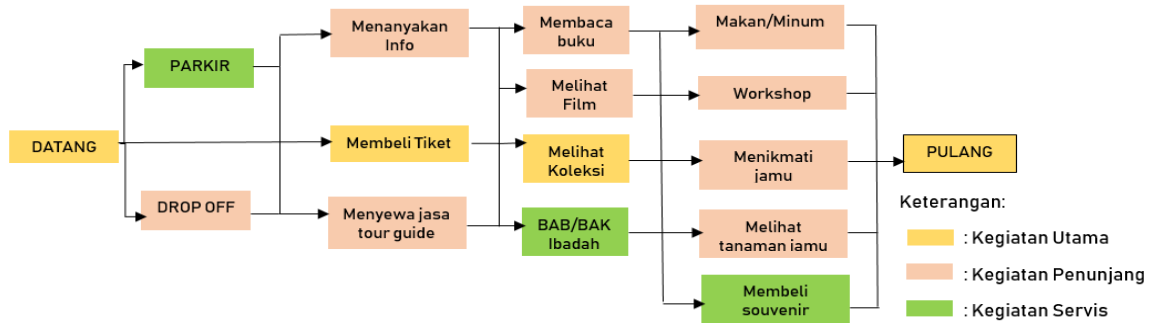 DATANG
PARKIR
DROP OFF
Menanyakan
Info
Membeli Tiket
Menyewa jasa
tour guide
Membaca
buku
Melihat
Film
Melihat
Koleksi
BAB/BAK
Ibadah
Makan/Minum
Workshop
Menikmati
jamu
Melihat
tanaman iamu
Membeli
souvenir
PULANG
Keterangan:
: Kegiatan Utama
: Kegiatan Penunjang
: Kegiatan Servis